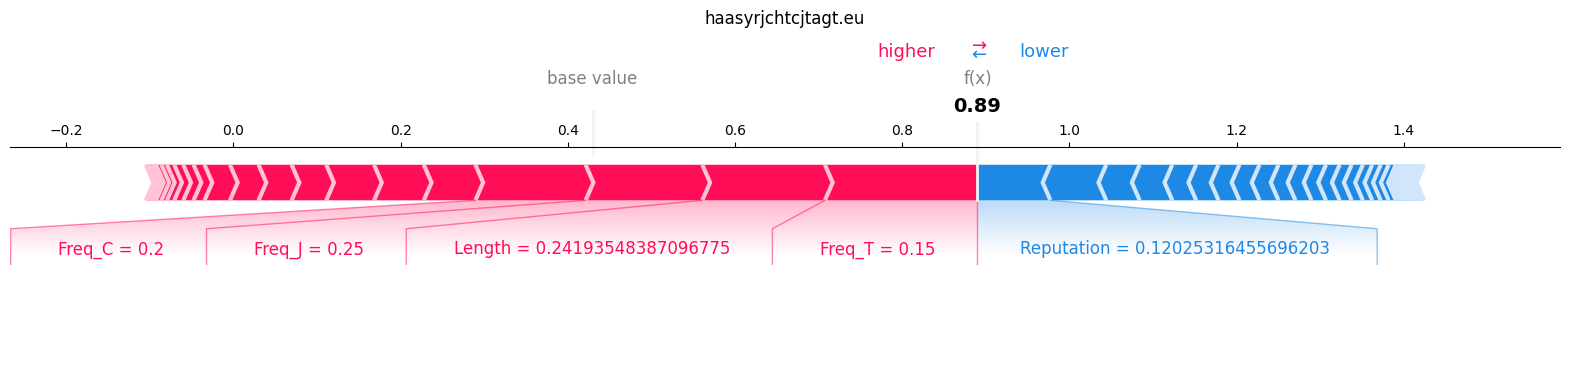 haasyrjchtcjtagt.eu
higher → ← lower
base value f(x)
0.89
−0.2 0.0 0.2 0.4 0.6 0.8 1.0 1.2 1.4
Freq_C = 0.2 Freq_J = 0.25 Length = 0.24193548387096775 Freq_T = 0.15 Reputation = 0.12025316455696203